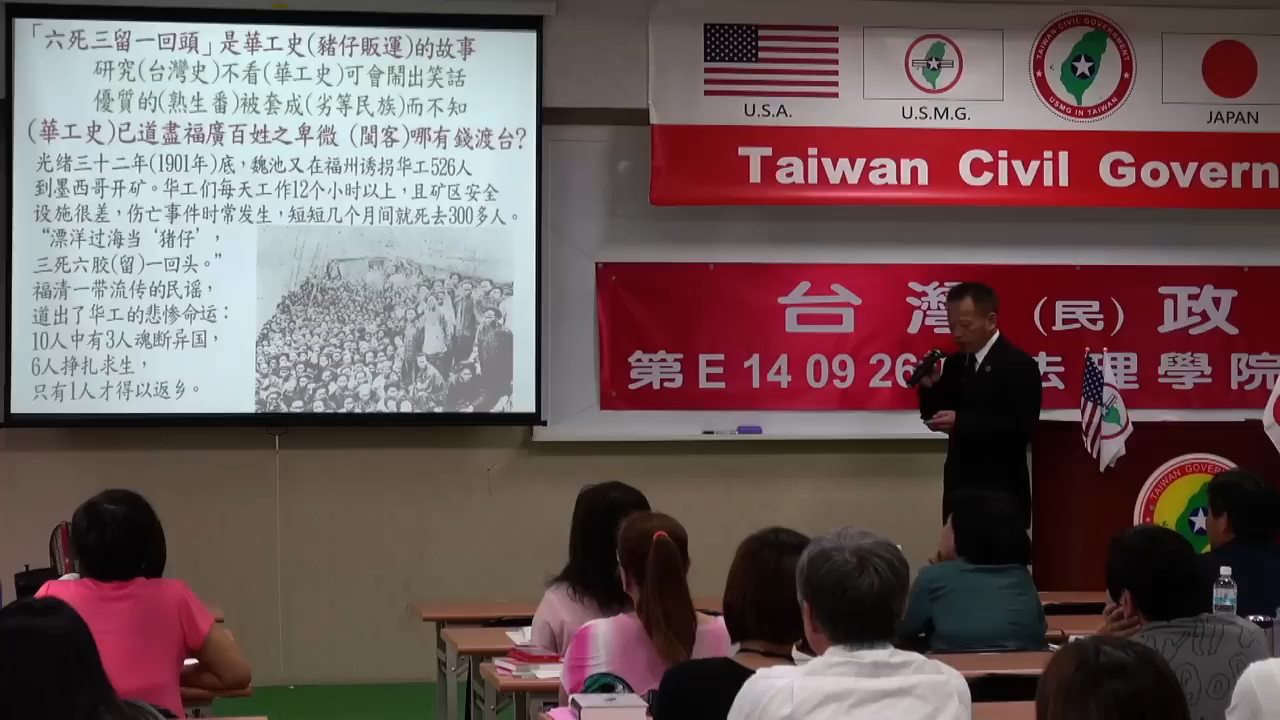 「六死三留一回頭」是華工史(豬仔販運)的故事
研究(台灣史)不看(華工史)可會鬧出笑話
優質的(熟生番)被套成(劣等民族)而不知
(華工史)已道盡福廣百姓之卑微 (閩客)哪有錢渡台?
光绪三十二年(1901年)底，魏池又在福州诱拐华工526人
到墨西哥开矿。华工们每天工作12个小时以上，且矿区安全
设施很差，伤亡事件时常发生，短短几个月间就死去300多人。
“漂洋过海当‘猪仔’，
三死六胶(留)一回头。”
福清一带流传的民谣，
道出了华工的悲惨命运：
10人中有3人魂断异国，
6人挣扎求生，
只有1人才得以返乡。
U.S.A.
U.S.M.G.
TAIWAN CIVIL GOVERNMENT
USMG IN TAIWAN
JAPAN
Taiwan Civil Govern
台灣(民)政
第E 14 09 26 法理學院